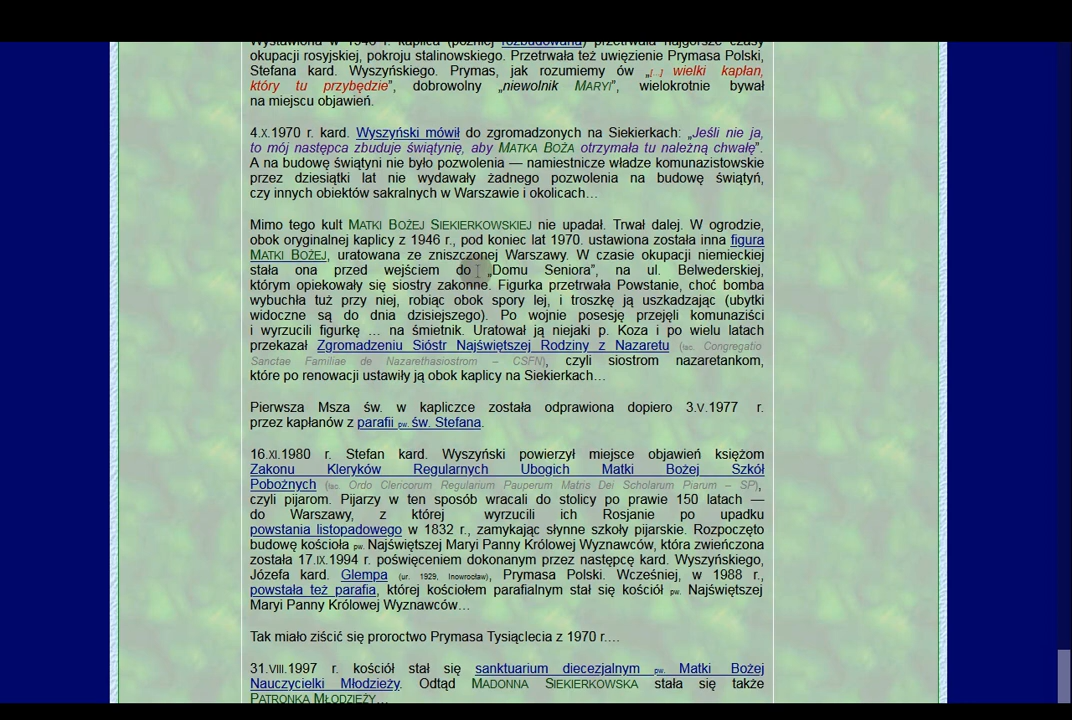 Wystawiona w 1946 r. kaplica (później rozbudowana) przetrwała najgorsze czasy
okupacji rosyjskiej, pokroju stalinowskiego. Przetrwała też uwięzienie Prymasa Polski,
Stefana kard. Wyszyńskiego. Prymas, jak rozumiemy ów „[...] wielki kapłan,
który tu przybędzie”, dobrowolny „niewolnik MARYI”, wielokrotnie bywał
na miejscu objawień.
4.X.1970 r. kard. Wyszyński mówił do zgromadzonych na Siekierkach: „Jeśli nie ja,
to mój następca zbuduje świątynię, aby MATKA BOŻA otrzymała tu należną chwałę”.
A na budowę świątyni nie było pozwolenia — namiestnicze władze komunazistowskie
przez dziesiątki lat nie wydawały żadnego pozwolenia na budowę świątyń,
czy innych obiektów sakralnych w Warszawie i okolicach…
Mimo tego kult MATKI BOŻEJ SIEKIERKOWSKIEJ nie upadał. Trwał dalej. W ogrodzie,
obok oryginalnej kaplicy z 1946 r., pod koniec lat 1970. ustawiona została inna figura
MATKI BOŻEJ, uratowana ze zniszczonej Warszawy. W czasie okupacji niemieckiej
stała ona przed wejściem do „Domu Seniora”, na ul. Belwederskiej,
którym opiekowały się siostry zakonne. Figurka przetrwała Powstanie, choć bomba
wybuchła tuż przy niej, robiąc obok spory lej, i troszkę ją uszkadzając (ubytki
widoczne są do dnia dzisiejszego). Po wojnie posesję przejęli komunaziści
i wyrzucili figurkę … na śmietnik. Uratował ją niejaki p. Koza i po wielu latach
przekazał Zgromadzeniu Sióstr Najświętszej Rodziny z Nazaretu (łac. Congregatio
Sanctae Familiae de Nazarethasiostrom – CSFN), czyli siostrom nazaretankom,
które po renowacji ustawiły ją obok kaplicy na Siekierkach…
Pierwsza Msza św. w kapliczce została odprawiona dopiero 3.V.1977 r.
przez kapłanów z parafii pw. św. Stefana.
16.XI.1980 r. Stefan kard. Wyszyński powierzył miejsce objawień księżom
Zakonu Kleryków Regularnych Ubogich Matki Bożej Szkół
Pobożnych (łac. Ordo Clericorum Regularium Pauperum Matris Dei Scholarum Piarum – SP),
czyli pijarom. Pijarzy w ten sposób wracali do stolicy po prawie 150 latach —
do Warszawy, z której wyrzucili ich Rosjanie po upadku
powstania listopadowego w 1832 r., zamykając słynne szkoły pijarskie. Rozpoczęto
budowę kościoła pw. Najświętszej Maryi Panny Królowej Wyznawców, która zwieńczona
została 17.IX.1994 r. poświęceniem dokonanym przez następcę kard. Wyszyńskiego,
Józefa kard. Glempa (ur. 1929, Inowrocław), Prymasa Polski. Wcześniej, w 1988 r.,
powstała też parafia, której kościołem parafialnym stał się kościół pw. Najświętszej
Maryi Panny Królowej Wyznawców…
Tak miało ziścić się proroctwo Prymasa Tysiąclecia z 1970 r.…
31.VIII.1997 r. kościół stał się sanktuarium diecezjalnym pw. Matki Bożej
Nauczycielki Młodzieży. Odtąd MADONNA SIEKIERKOWSKA stała się także
PATRONKĄ MŁODZIEŻY…